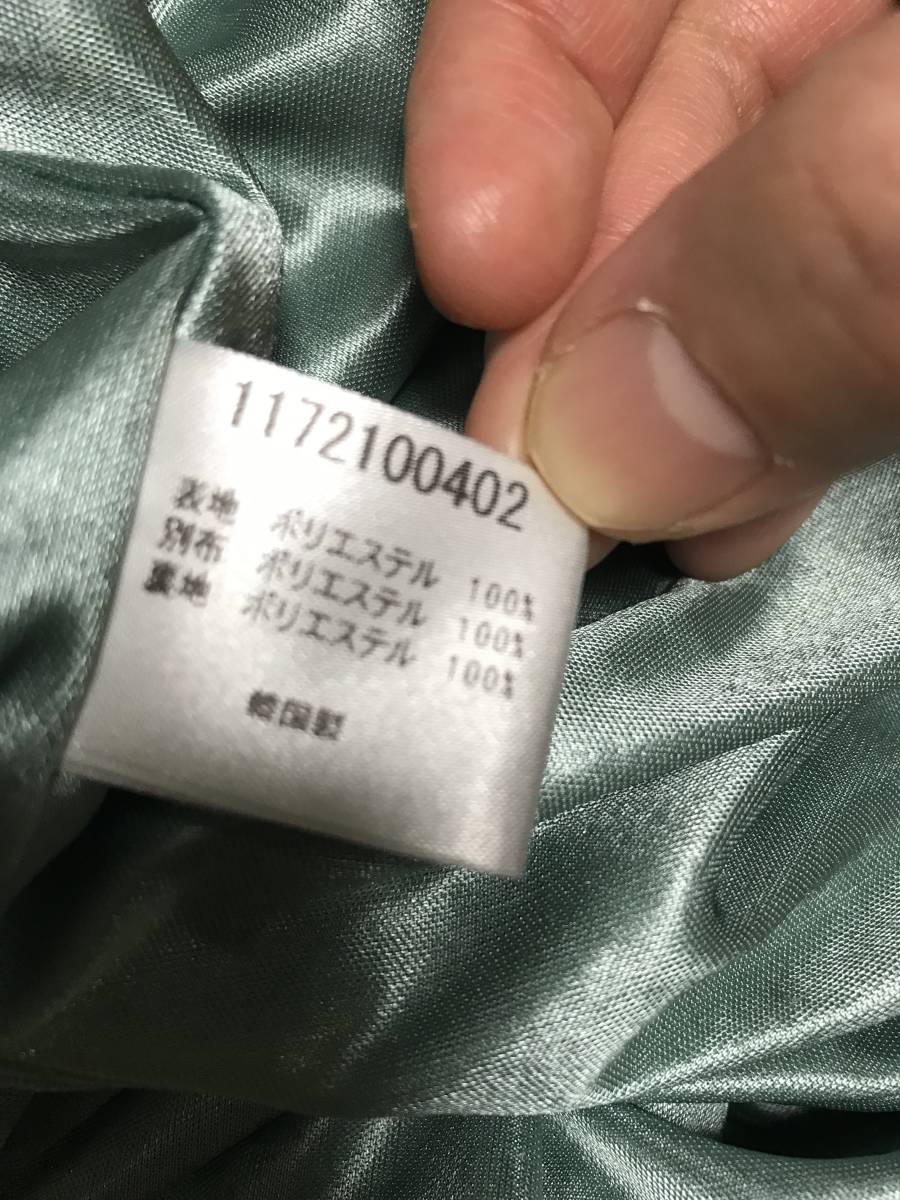 1172100402
表地 ポリエステル 100%
別布 ポリエステル 100%
裏地 ポリエステル 100%
韓国製